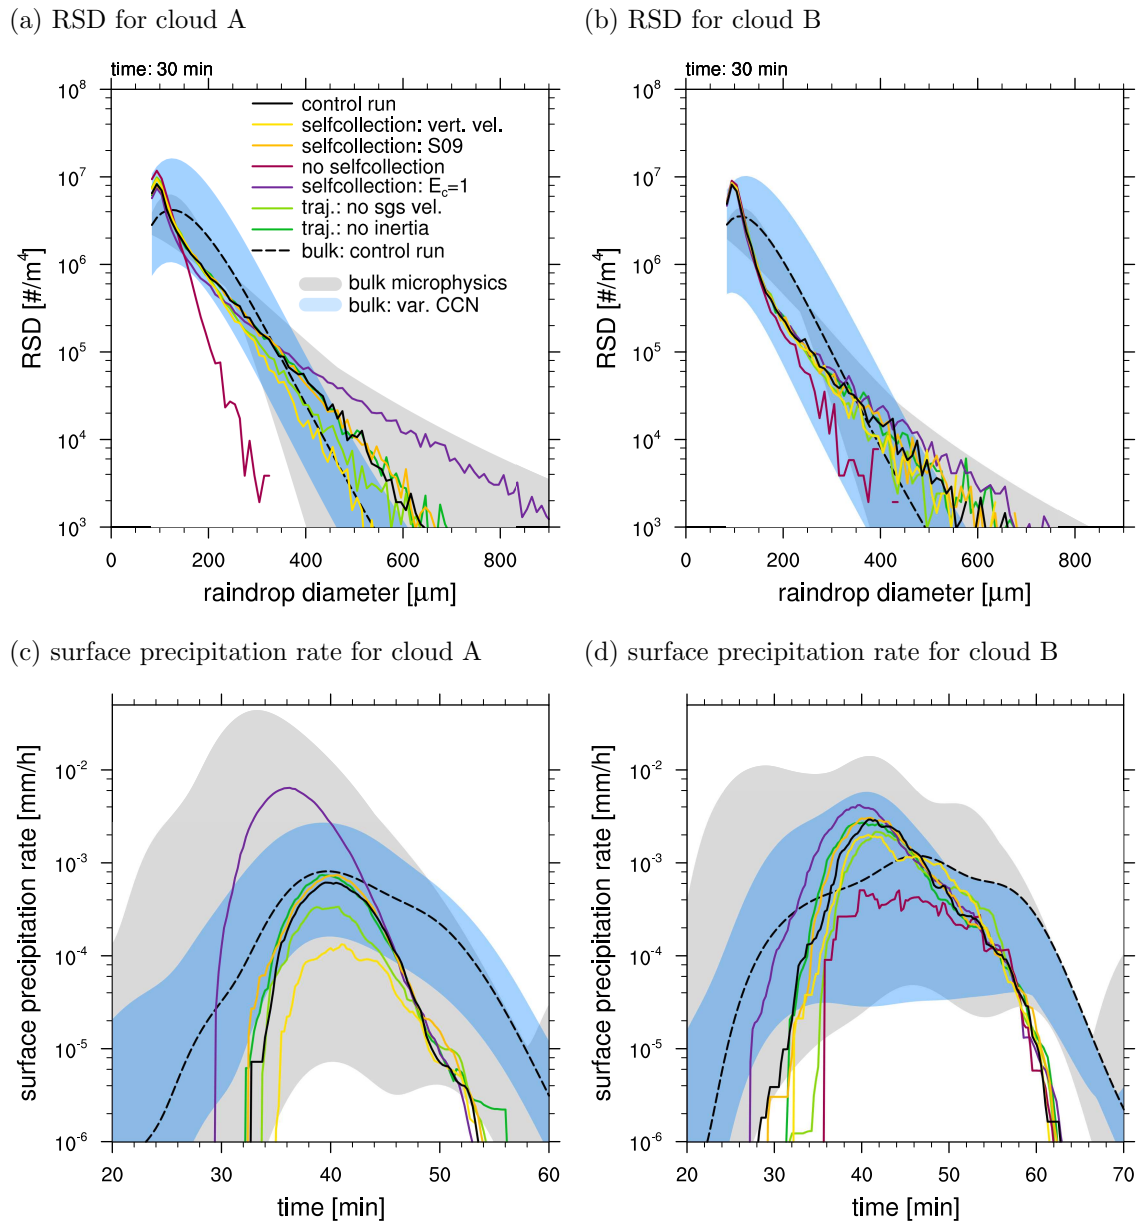 (a) RSD for cloud A
time: 30 min
10^8
10^7
10^6
10^5
10^4
10^3
RSD [#/m^4]
control run
selfcollection: vert. vel.
selfcollection: S09
no selfcollection
selfcollection: E_c=1
traj.: no sgs vel.
traj.: no inertia
bulk: control run
bulk microphysics
bulk: var. CCN
0 200 400 600 800
raindrop diameter [μm]
(b) RSD for cloud B
time: 30 min
10^8
10^7
10^6
10^5
10^4
10^3
RSD [#/m^4]
0 200 400 600 800
raindrop diameter [μm]
(c) surface precipitation rate for cloud A
10^-2
10^-3
10^-4
10^-5
10^-6
surface precipitation rate [mm/h]
20 30 40 50 60
time [min]
(d) surface precipitation rate for cloud B
10^-2
10^-3
10^-4
10^-5
10^-6
surface precipitation rate [mm/h]
20 30 40 50 60 70
time [min]